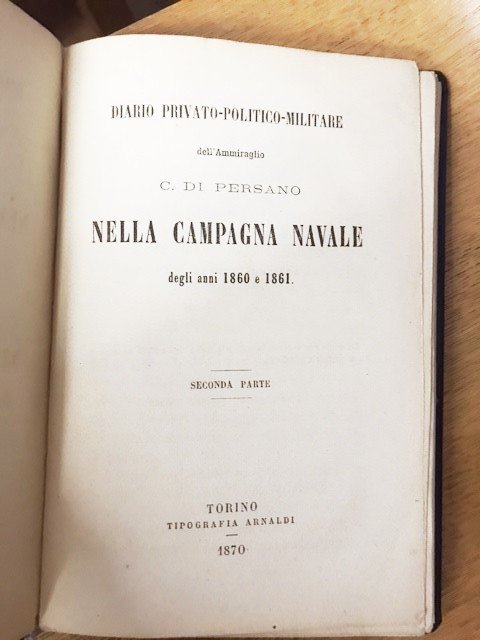 DIARIO PRIVATO-POLITICO-MILITARE
dell'Ammiraglio
C. DI PERSANO
NELLA CAMPAGNA NAVALE
degli anni 1860 e 1861.
SECONDA PARTE
TORINO
TIPOGRAFIA ARNALDI
1870